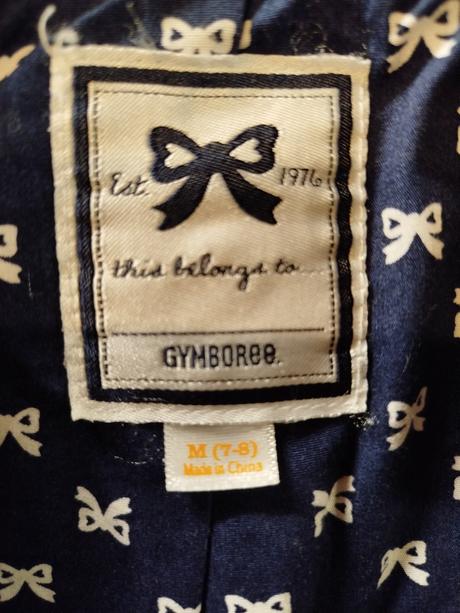 Est. 1976
this belongs to...
GYMBOREE.
M (7-8)
Made in China